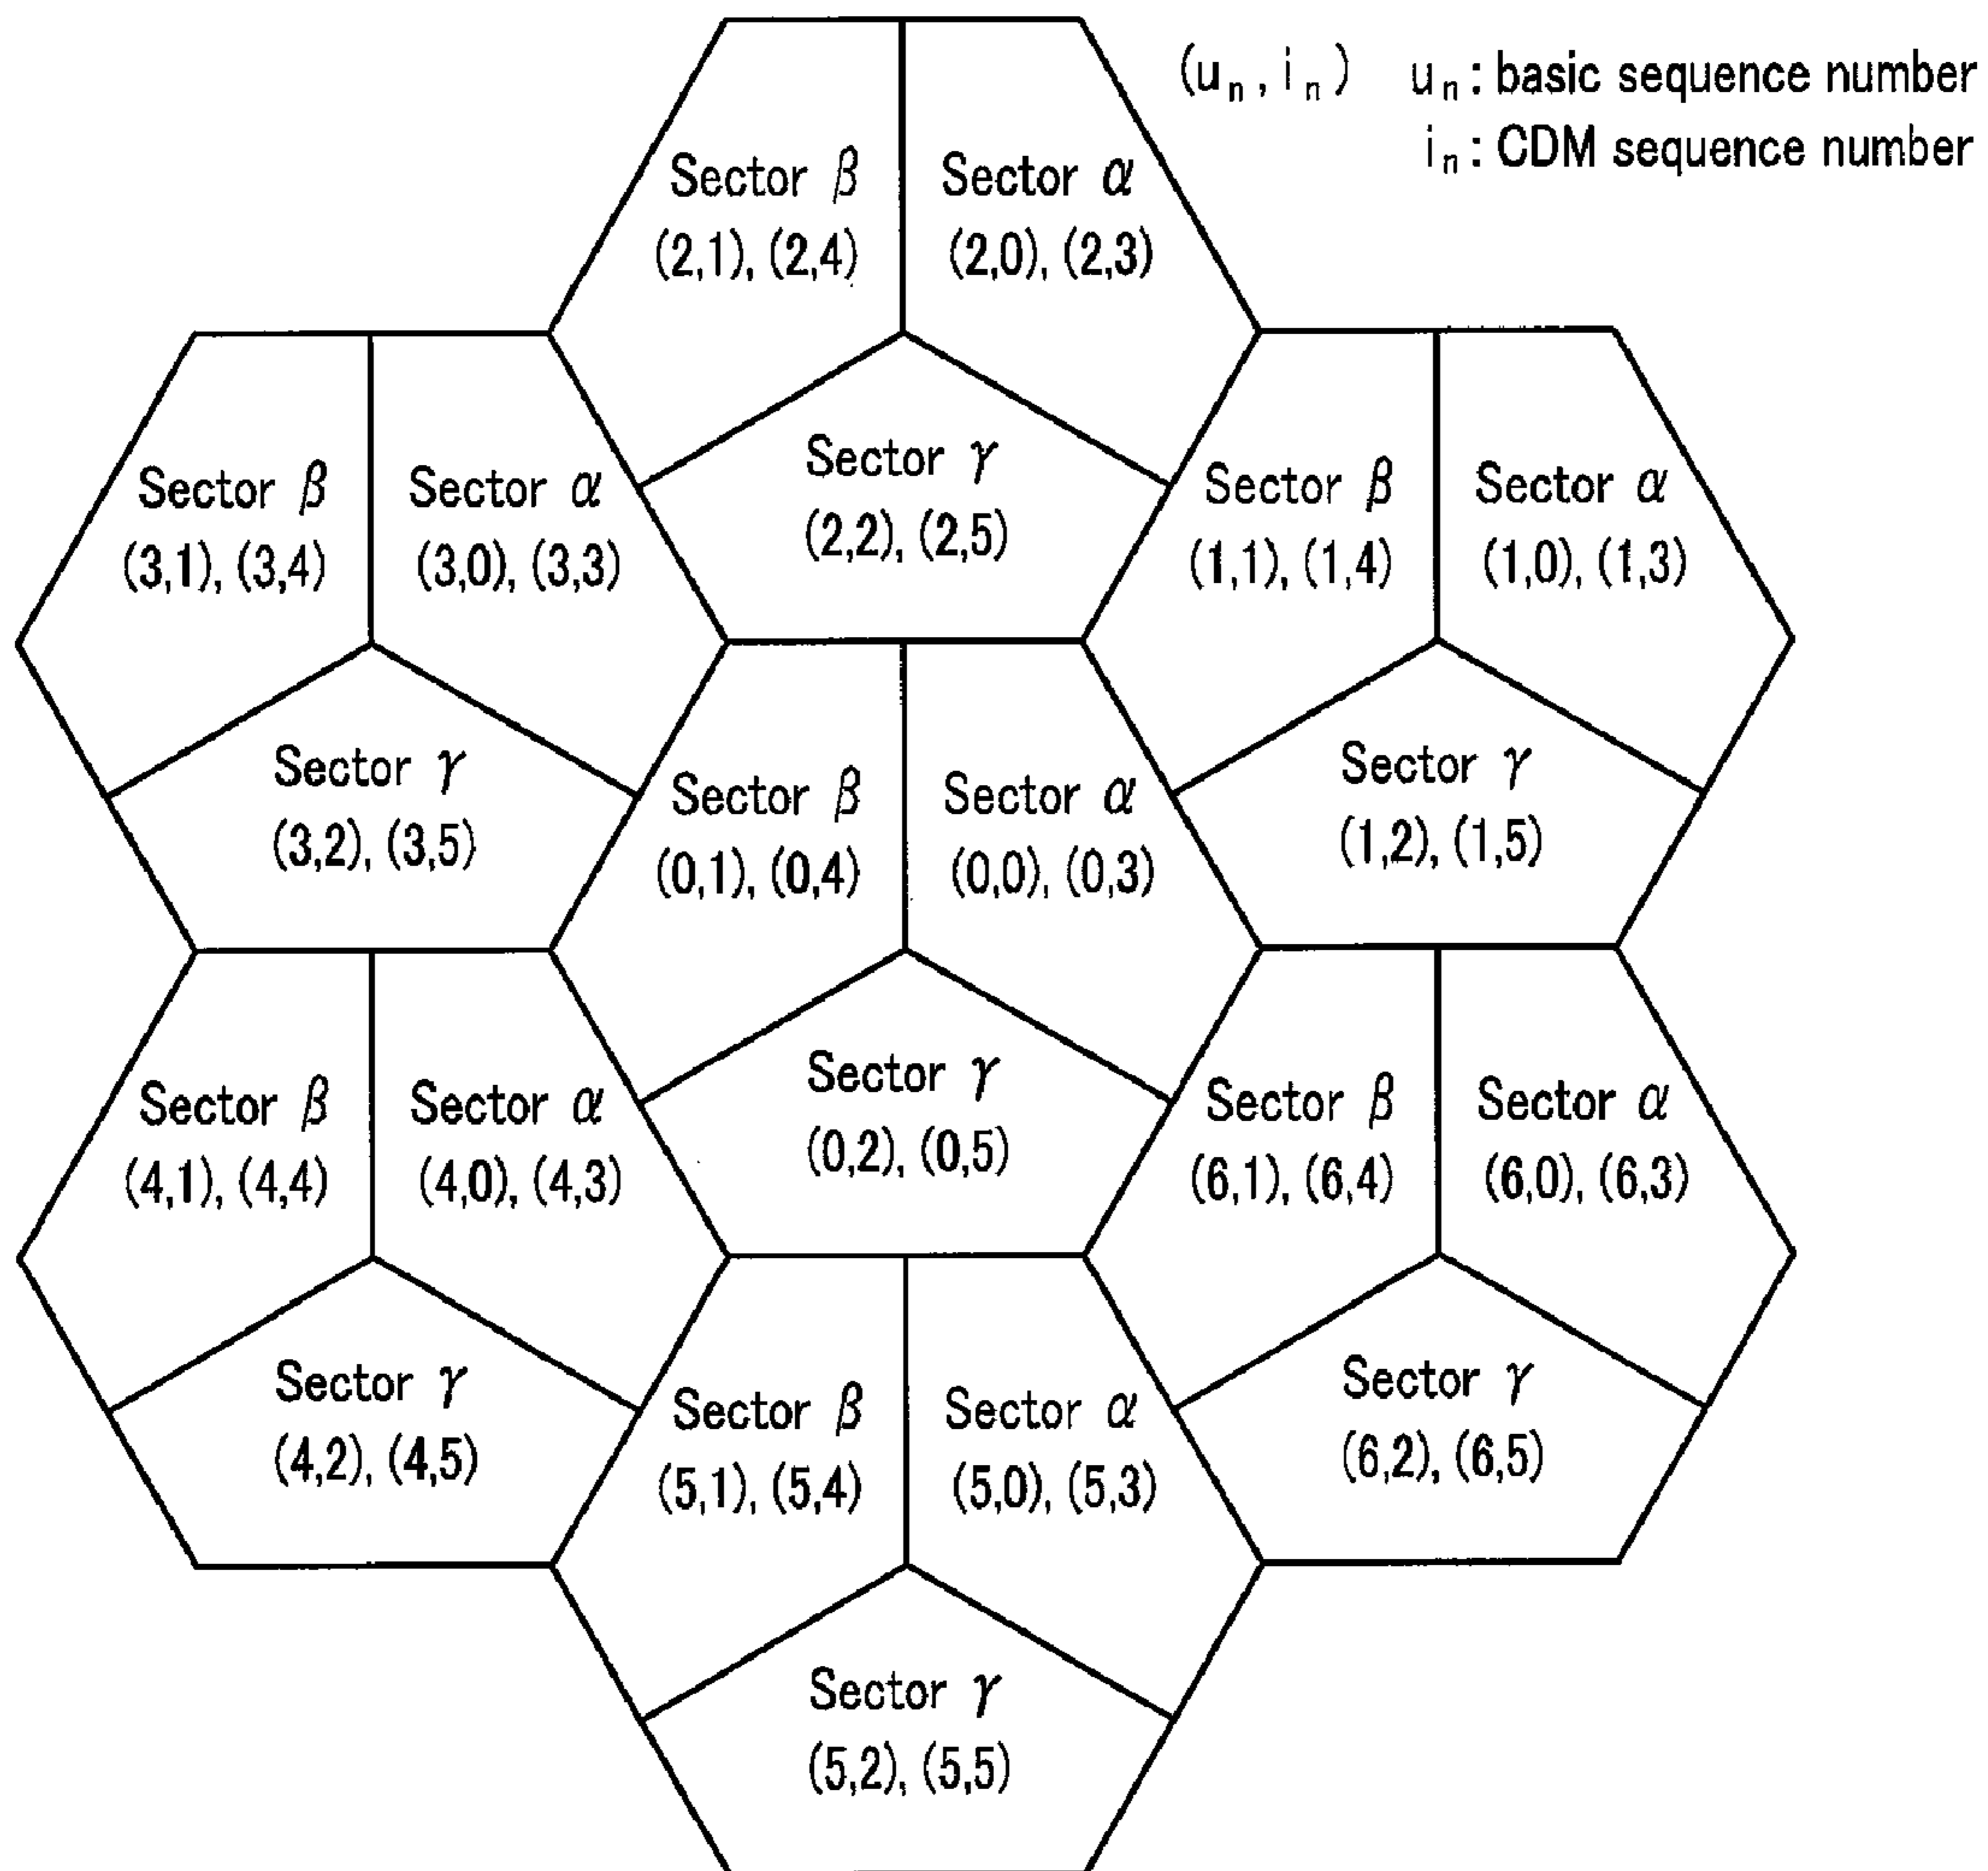 (uₙ, iₙ) uₙ: basic sequence number
iₙ: CDM sequence number
Sector β Sector α
(2,1), (2,4) (2,0), (2,3)
Sector γ
(2,2), (2,5)
Sector β Sector α
(3,1), (3,4) (3,0), (3,3)
Sector γ
(3,2), (3,5)
Sector β Sector α
(1,1), (1,4) (1,0), (1,3)
Sector γ
(1,2), (1,5)
Sector β Sector α
(0,1), (0,4) (0,0), (0,3)
Sector γ
(0,2), (0,5)
Sector β Sector α
(4,1), (4,4) (4,0), (4,3)
Sector γ
(4,2), (4,5)
Sector β Sector α
(6,1), (6,4) (6,0), (6,3)
Sector γ
(6,2), (6,5)
Sector β Sector α
(5,1), (5,4) (5,0), (5,3)
Sector γ
(5,2), (5,5)